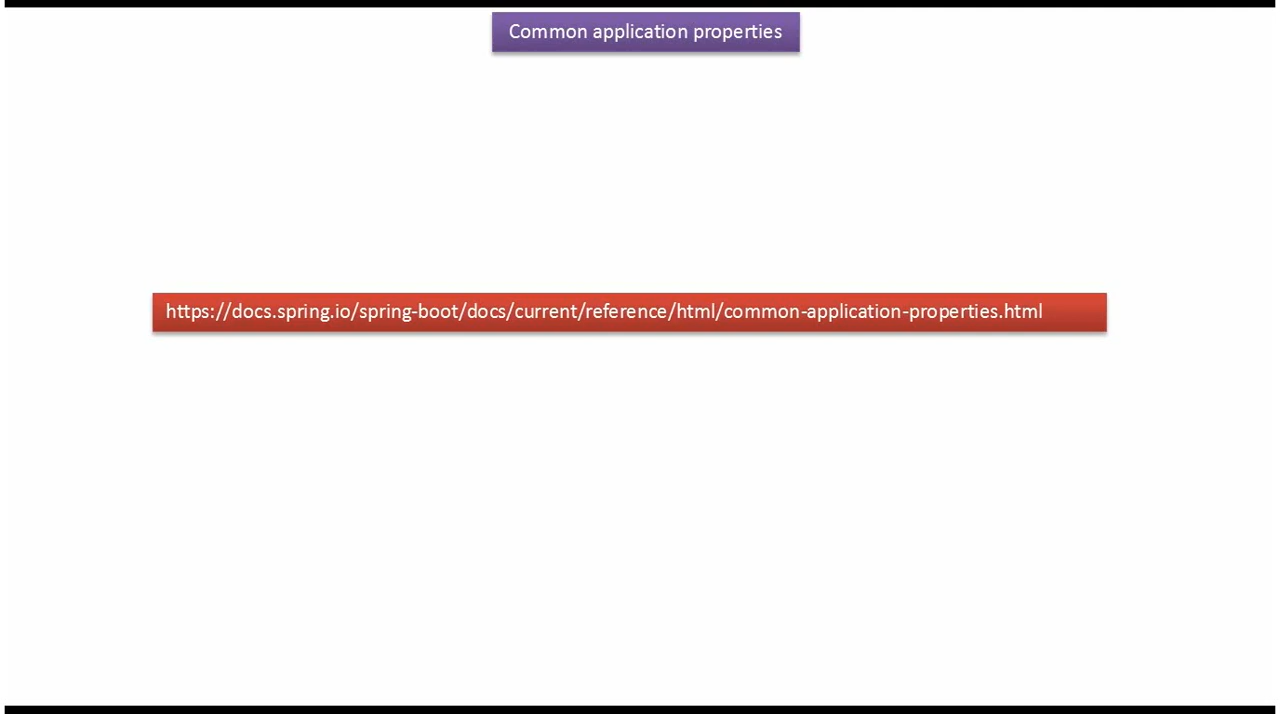 Common application properties
https://docs.spring.io/spring-boot/docs/current/reference/html/common-application-properties.html